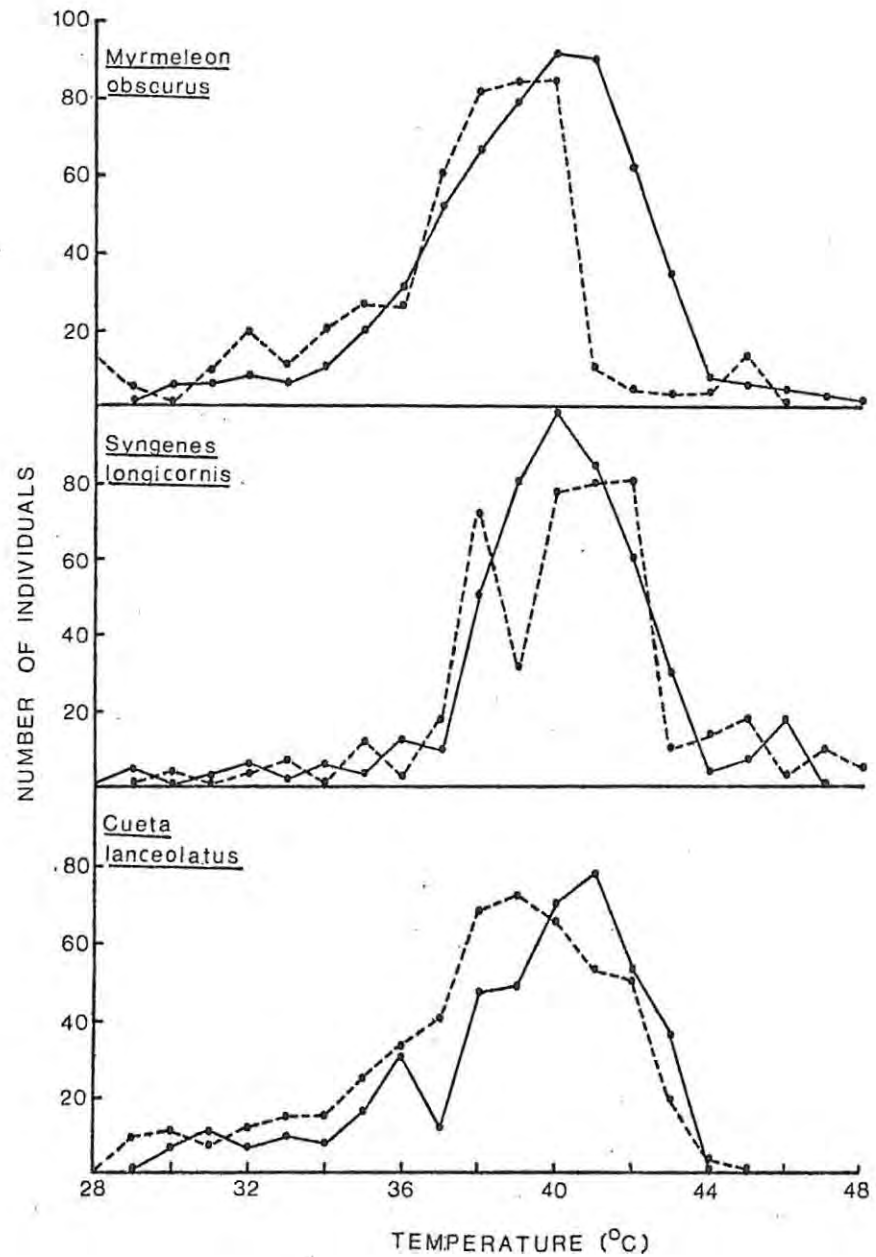 100
Myrmeleon
obscurus
80
60
40
20
Syngenes
longicornis
80
60
40
20
Cueta
lanceolatus
80
60
40
20
28
32
36
40
44
48
NUMBER OF INDIVIDUALS
TEMPERATURE (°C)